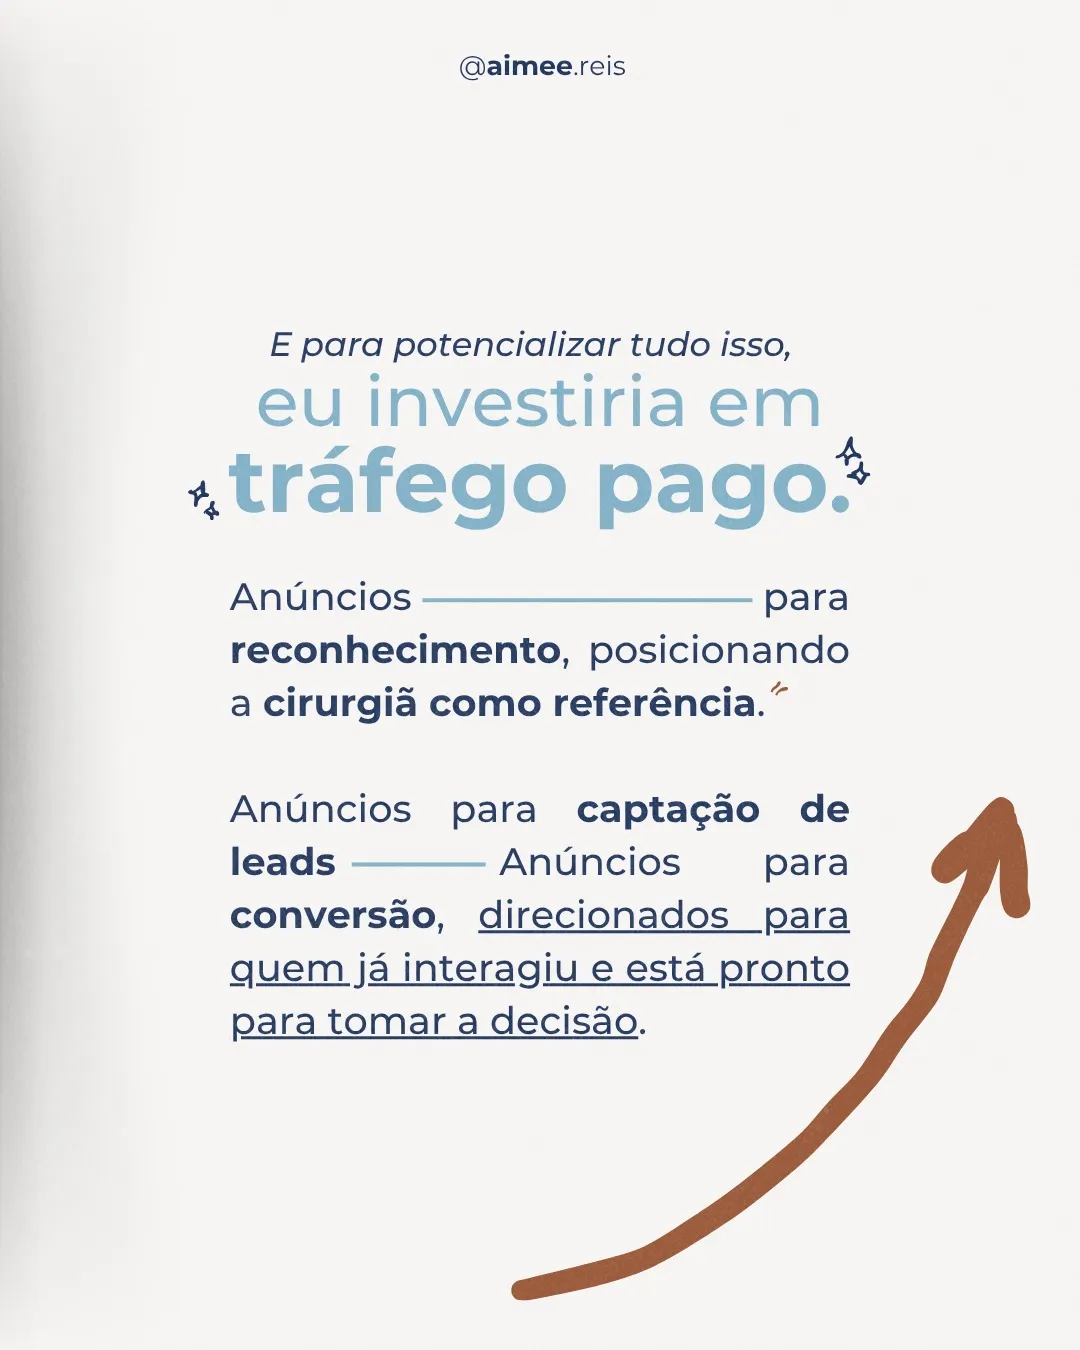 @aimee.reis
E para potencializar tudo isso,
eu investiria em
tráfego pago.
Anúncios para
reconhecimento, posicionando
a cirurgiã como referência.
Anúncios para captação de
leads Anúncios para
conversão, direcionados para
quem já interagiu e está pronto
para tomar a decisão.